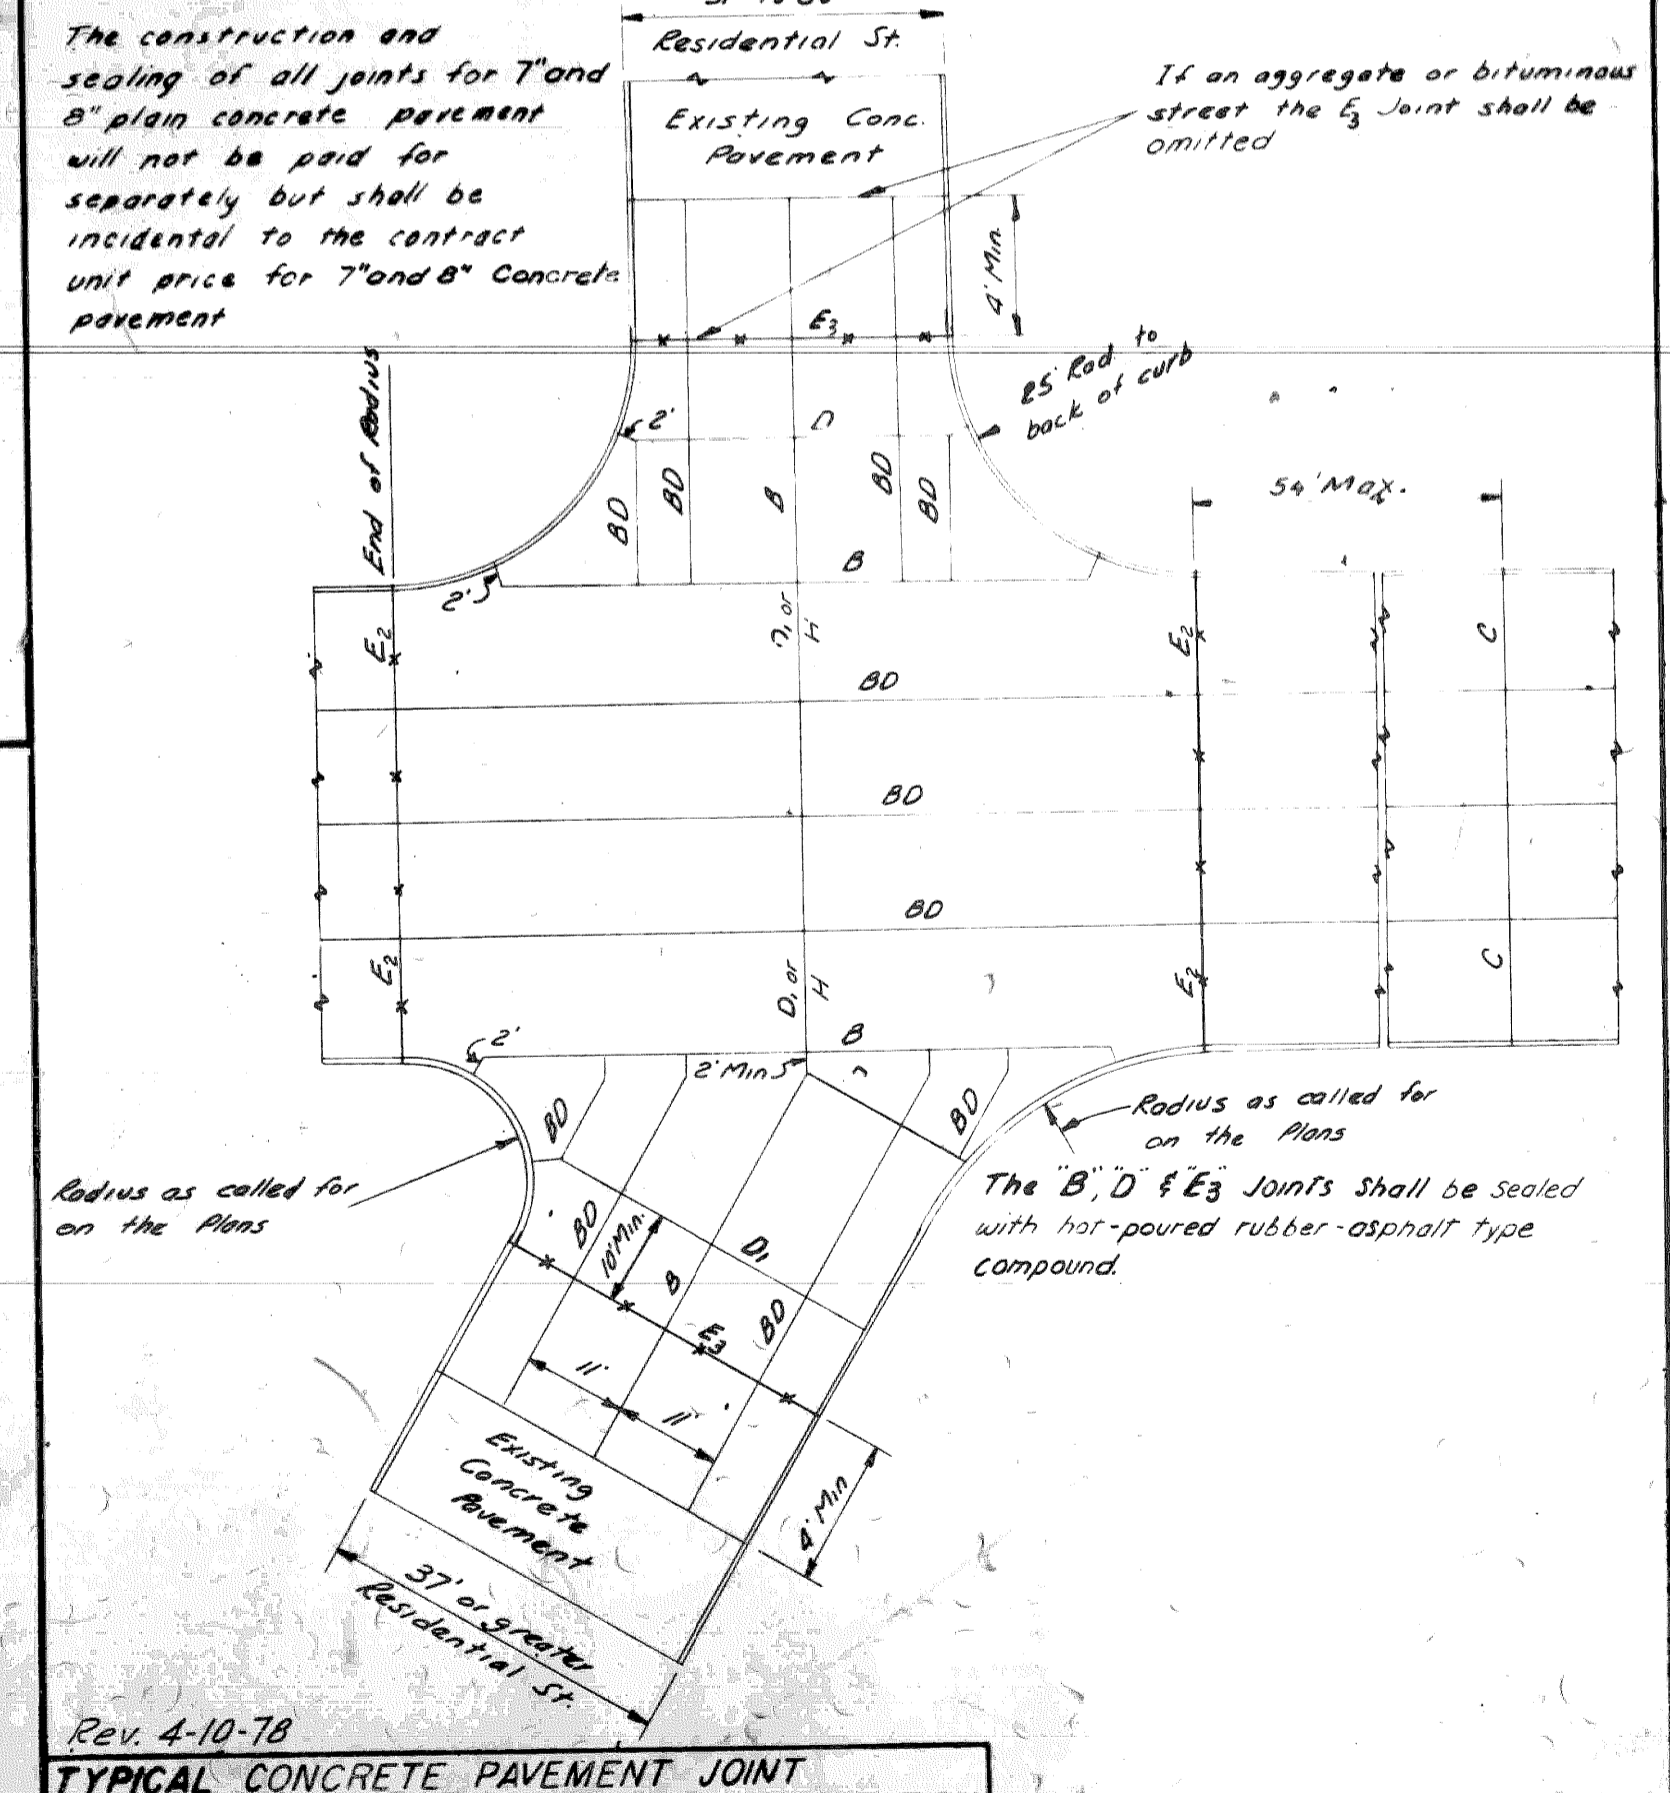 The construction and
sealing of all joints for 7" and
8" plain concrete pavement
will not be paid for
separately but shall be
incidental to the contract
unit price for 7" and 8" Concrete
pavement
Residential St.
Existing Conc.
Pavement
If an aggregate or bituminous
street the E3 Joint shall be
omitted
4' Min.
E3
25' Rad to
back of curb
End of Radius
2'
D
BD
BD
B
BD
BD
B
2'
54' Max.
E2
D, or
H
E2
C
BD
BD
BD
E2
D, or
H
E2
C
B
2'
2' Min
BD
BD
Radius as called for
on the Plans
Radius as called for
on the Plans
The "B", "D" & "E3" Joints Shall be sealed
with hot-poured rubber-asphalt type
compound.
BD
10' Min.
B
D1
E3
BD
11'
11'
4' Min
Existing
Concrete
Pavement
37' or greater
Residential St.
Rev. 4-10-78
TYPICAL CONCRETE PAVEMENT JOINT